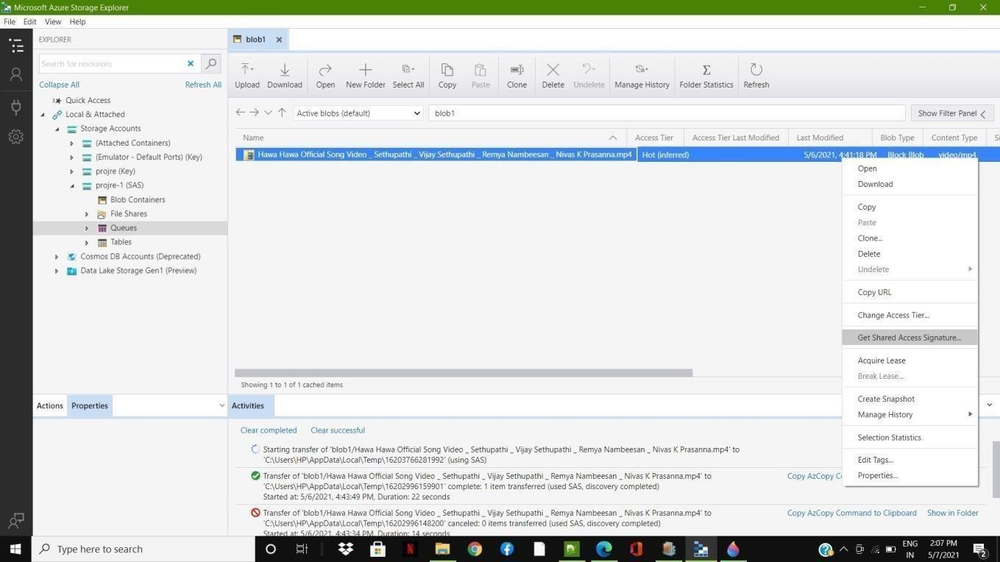 Microsoft Azure Storage Explorer
File Edit View Help
EXPLORER
blob1
Search for resources
Collapse All
Refresh All
Quick Access
Local & Attached
Storage Accounts
(Attached Containers)
(Emulator - Default Ports) (Key)
projre (Key)
projre-1 (SAS)
Blob Containers
File Shares
Queues
Tables
Cosmos DB Accounts (Deprecated)
Data Lake Storage Gen1 (Preview)
Upload Download Open New Folder Select All Copy Paste Clone Delete Undelete Manage History Folder Statistics Refresh
Active blobs (default)
blob1
Show Filter Panel
Name Access Tier Access Tier Last Modified Last Modified Blob Type Content Type
Hawa Hawa Official Song Video _ Sethupathi _ Vijay Sethupathi _ Remya Nambeesan _ Nivas K Prasanna.mp4 Hot (inferred) 5/6/2021, 4:41:18 PM Block Blob video/mp4
Open
Download
Copy
Paste
Clone...
Delete
Undelete
Copy URL
Change Access Tier...
Get Shared Access Signature...
Acquire Lease
Break Lease...
Create Snapshot
Manage History
Selection Statistics
Edit Tags...
Properties...
Showing 1 to 1 of 1 cached items
Actions Properties
Activities
Clear completed Clear successful
Starting transfer of 'blob1/Hawa Hawa Official Song Video _ Sethupathi _ Vijay Sethupathi _ Remya Nambeesan _ Nivas K Prasanna.mp4' to
'C:\Users\HP\AppData\Local\Temp\16203766281992' (using SAS)
Transfer of 'blob1/Hawa Hawa Official Song Video _ Sethupathi _ Vijay Sethupathi _ Remya Nambeesan _ Nivas K Prasanna.mp4' to
'C:\Users\HP\AppData\Local\Temp\16202996159901' complete: 1 item transferred (used SAS, discovery completed)
Started at: 5/6/2021, 4:43:49 PM, Duration: 22 seconds
Copy AzCopy Co
Transfer of 'blob1/Hawa Hawa Official Song Video _ Sethupathi _ Vijay Sethupathi _ Remya Nambeesan _ Nivas K Prasanna.mp4' to
'C:\Users\HP\AppData\Local\Temp\16202996148200' canceled: 0 items transferred (used SAS, discovery completed)
Started at: 5/6/2021, 4:43:34 PM, Duration: 14 seconds
Copy AzCopy Command to Clipboard Show in Folder
Type here to search
ENG
IN
2:07 PM
5/7/2021
2